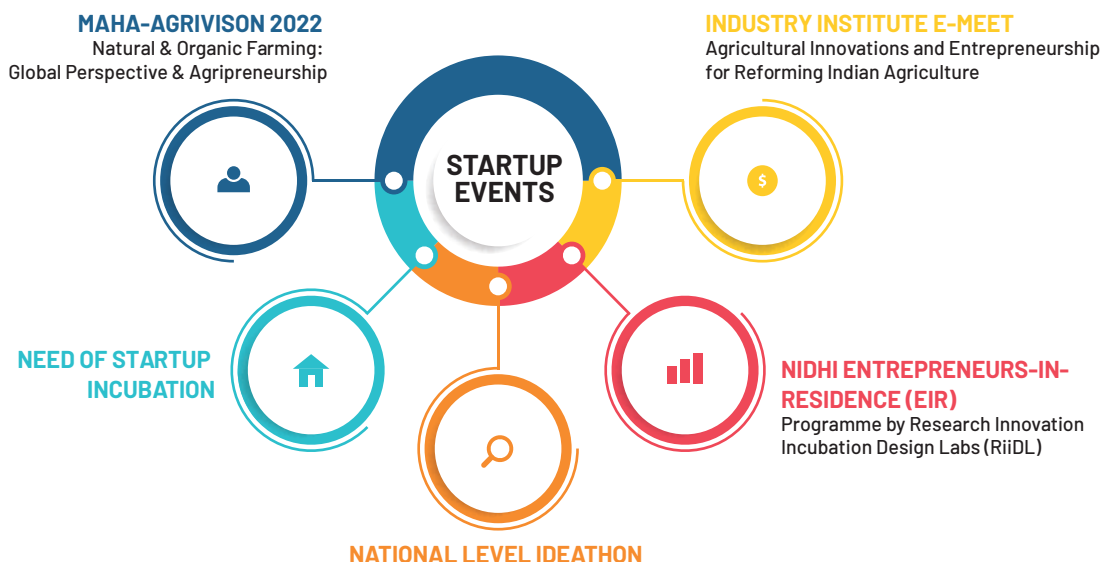 MAHA-AGRIVISON 2022
Natural & Organic Farming:
Global Perspective & Agripreneurship
INDUSTRY INSTITUTE E-MEET
Agricultural Innovations and Entrepreneurship
for Reforming Indian Agriculture
STARTUP
EVENTS
$
NEED OF STARTUP
INCUBATION
NIDHI ENTREPRENEURS-IN-
RESIDENCE (EIR)
Programme by Research Innovation
Incubation Design Labs (RiiDL)
NATIONAL LEVEL IDEATHON